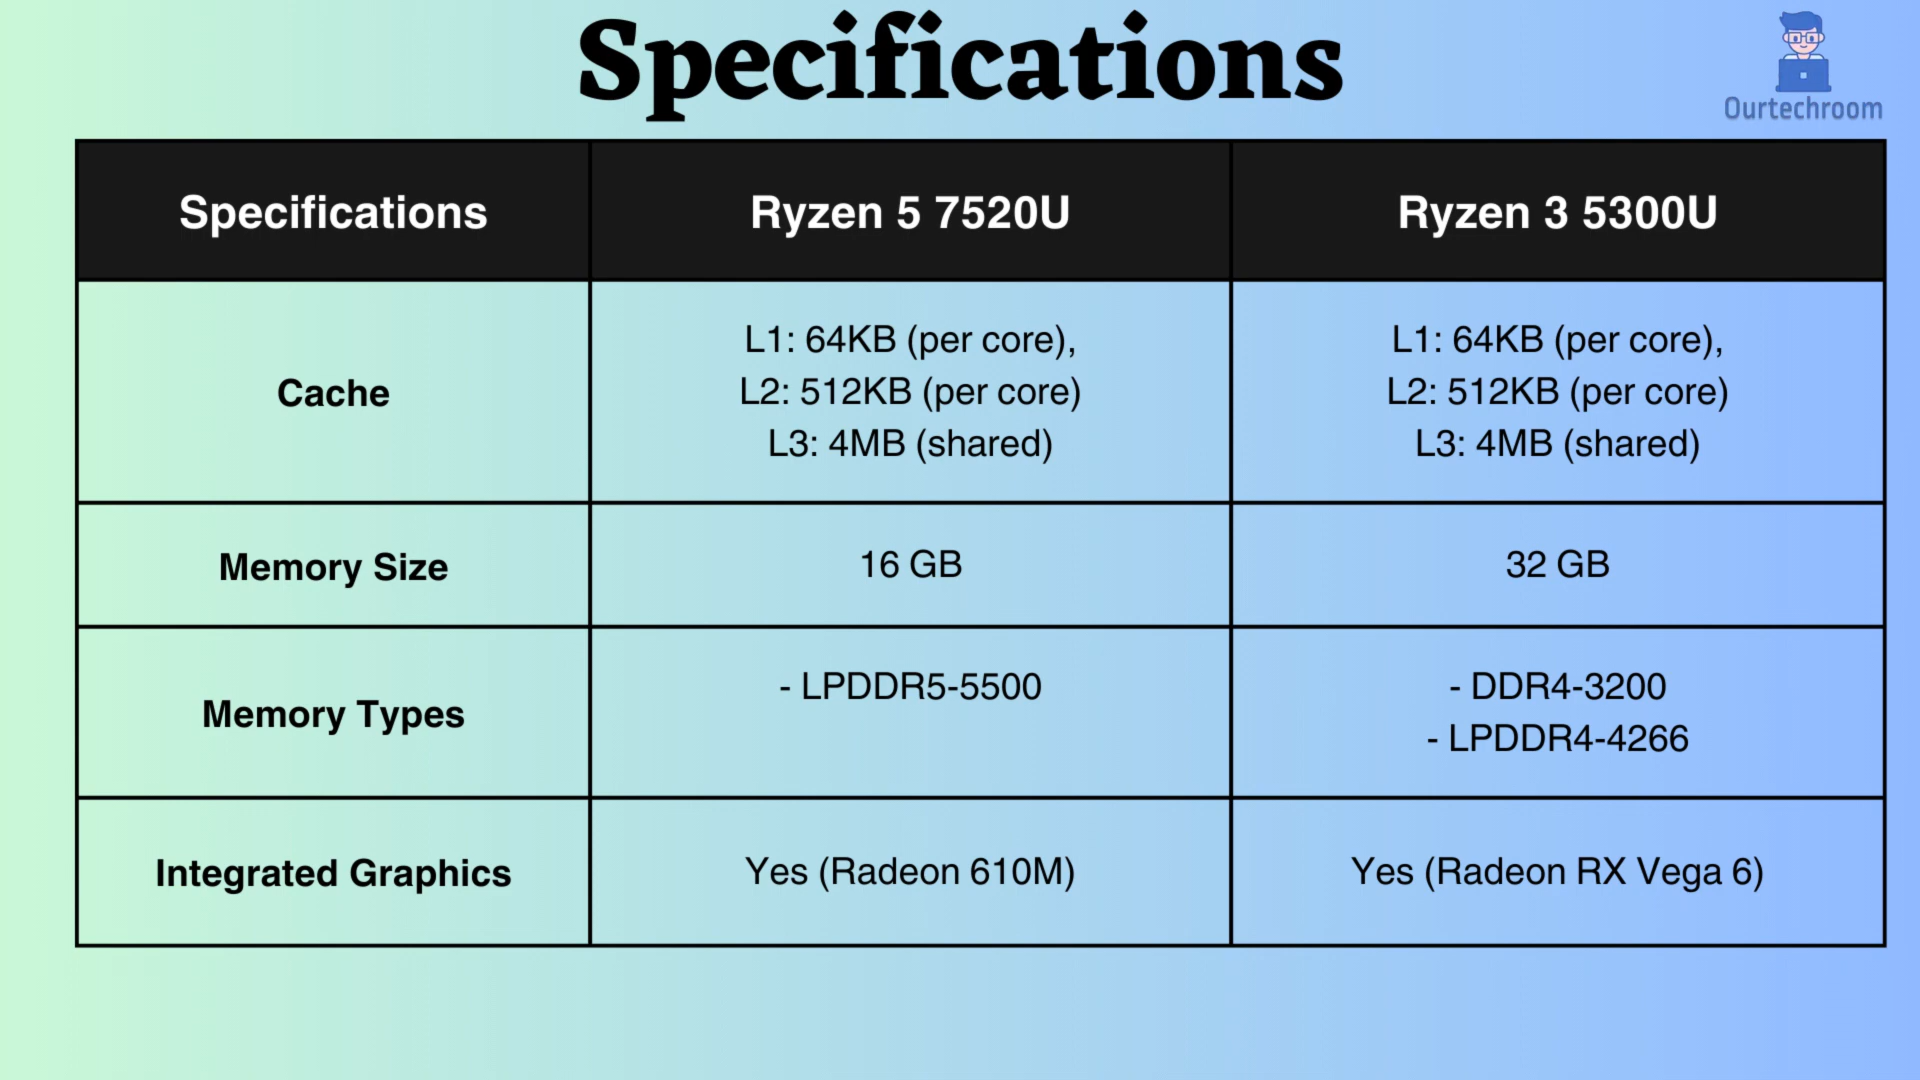 Specifications
Ourtechroom
Specifications Ryzen 5 7520U Ryzen 3 5300U
Cache
L1: 64KB (per core),
L2: 512KB (per core)
L3: 4MB (shared)
L1: 64KB (per core),
L2: 512KB (per core)
L3: 4MB (shared)
Memory Size 16 GB 32 GB
Memory Types
- LPDDR5-5500
- DDR4-3200
- LPDDR4-4266
Integrated Graphics Yes (Radeon 610M) Yes (Radeon RX Vega 6)